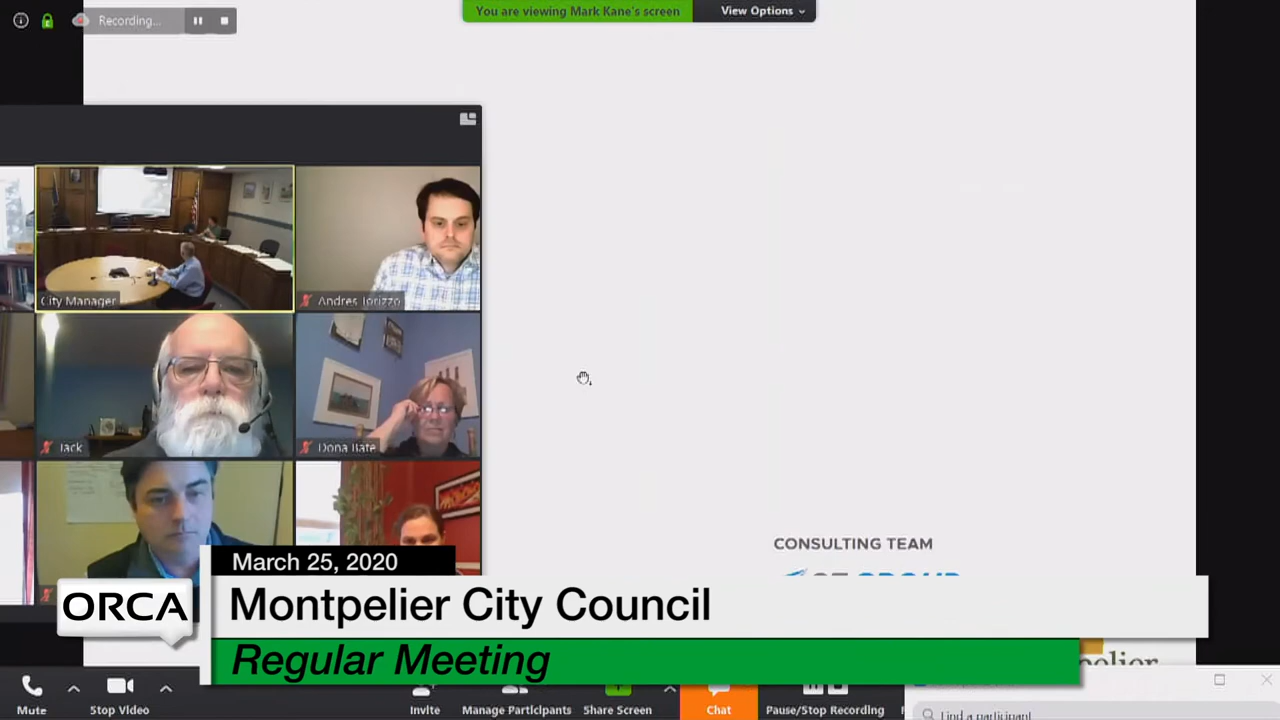 Recording...
You are viewing Mark Kane's screen
View Options
City Manager
Andres Torizzo
Jack
Dona Bate
CONSULTING TEAM
GROUP
March 25, 2020
ORCA
Montpelier City Council
Regular Meeting
Mute
Stop Video
Invite
Manage Participants
Share Screen
Chat
Pause/Stop Recording
Find a participant